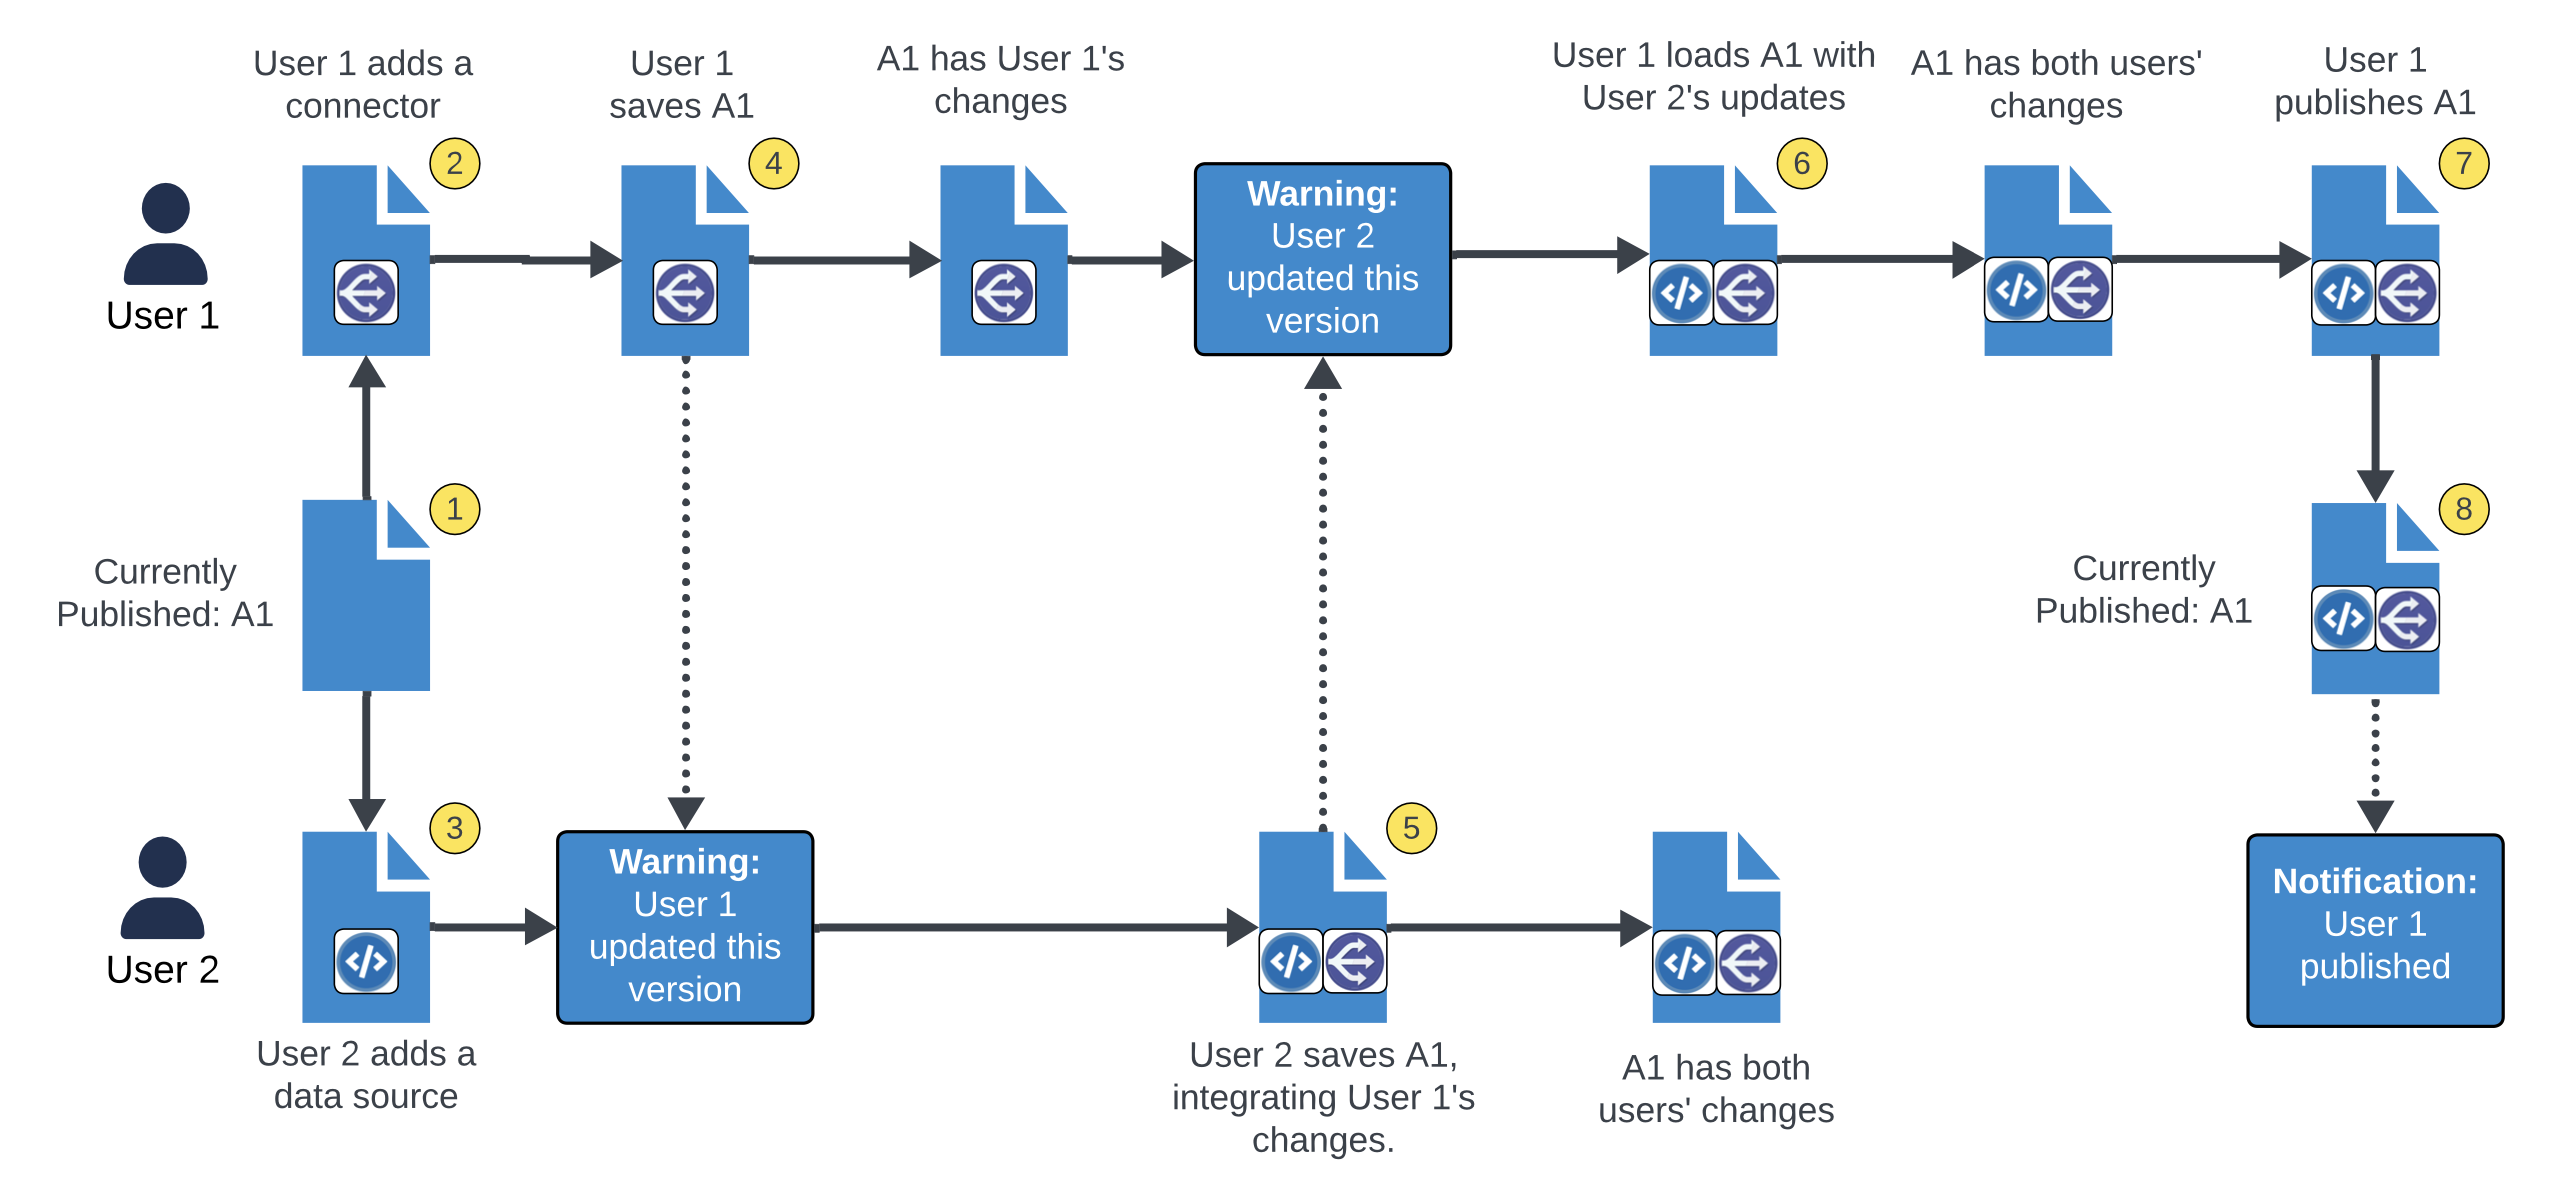 User 1 adds a
connector
2
User 1
saves A1
4
A1 has User 1's
changes
Warning:
User 2
updated this
version
User 1 loads A1 with
User 2's updates
6
A1 has both users'
changes
User 1
publishes A1
7
User 1
Currently
Published: A1
1
Currently
Published: A1
8
User 2
3
User 2 adds a
data source
Warning:
User 1
updated this
version
5
User 2 saves A1,
integrating User 1's
changes.
A1 has both
users' changes
Notification:
User 1
published